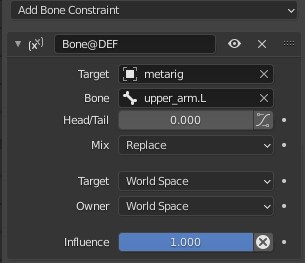 Add Bone Constraint
(x) Bone@DEF
Target metarig
Bone upper_arm.L
Head/Tail 0.000
Mix Replace
Target World Space
Owner World Space
Influence 1.000